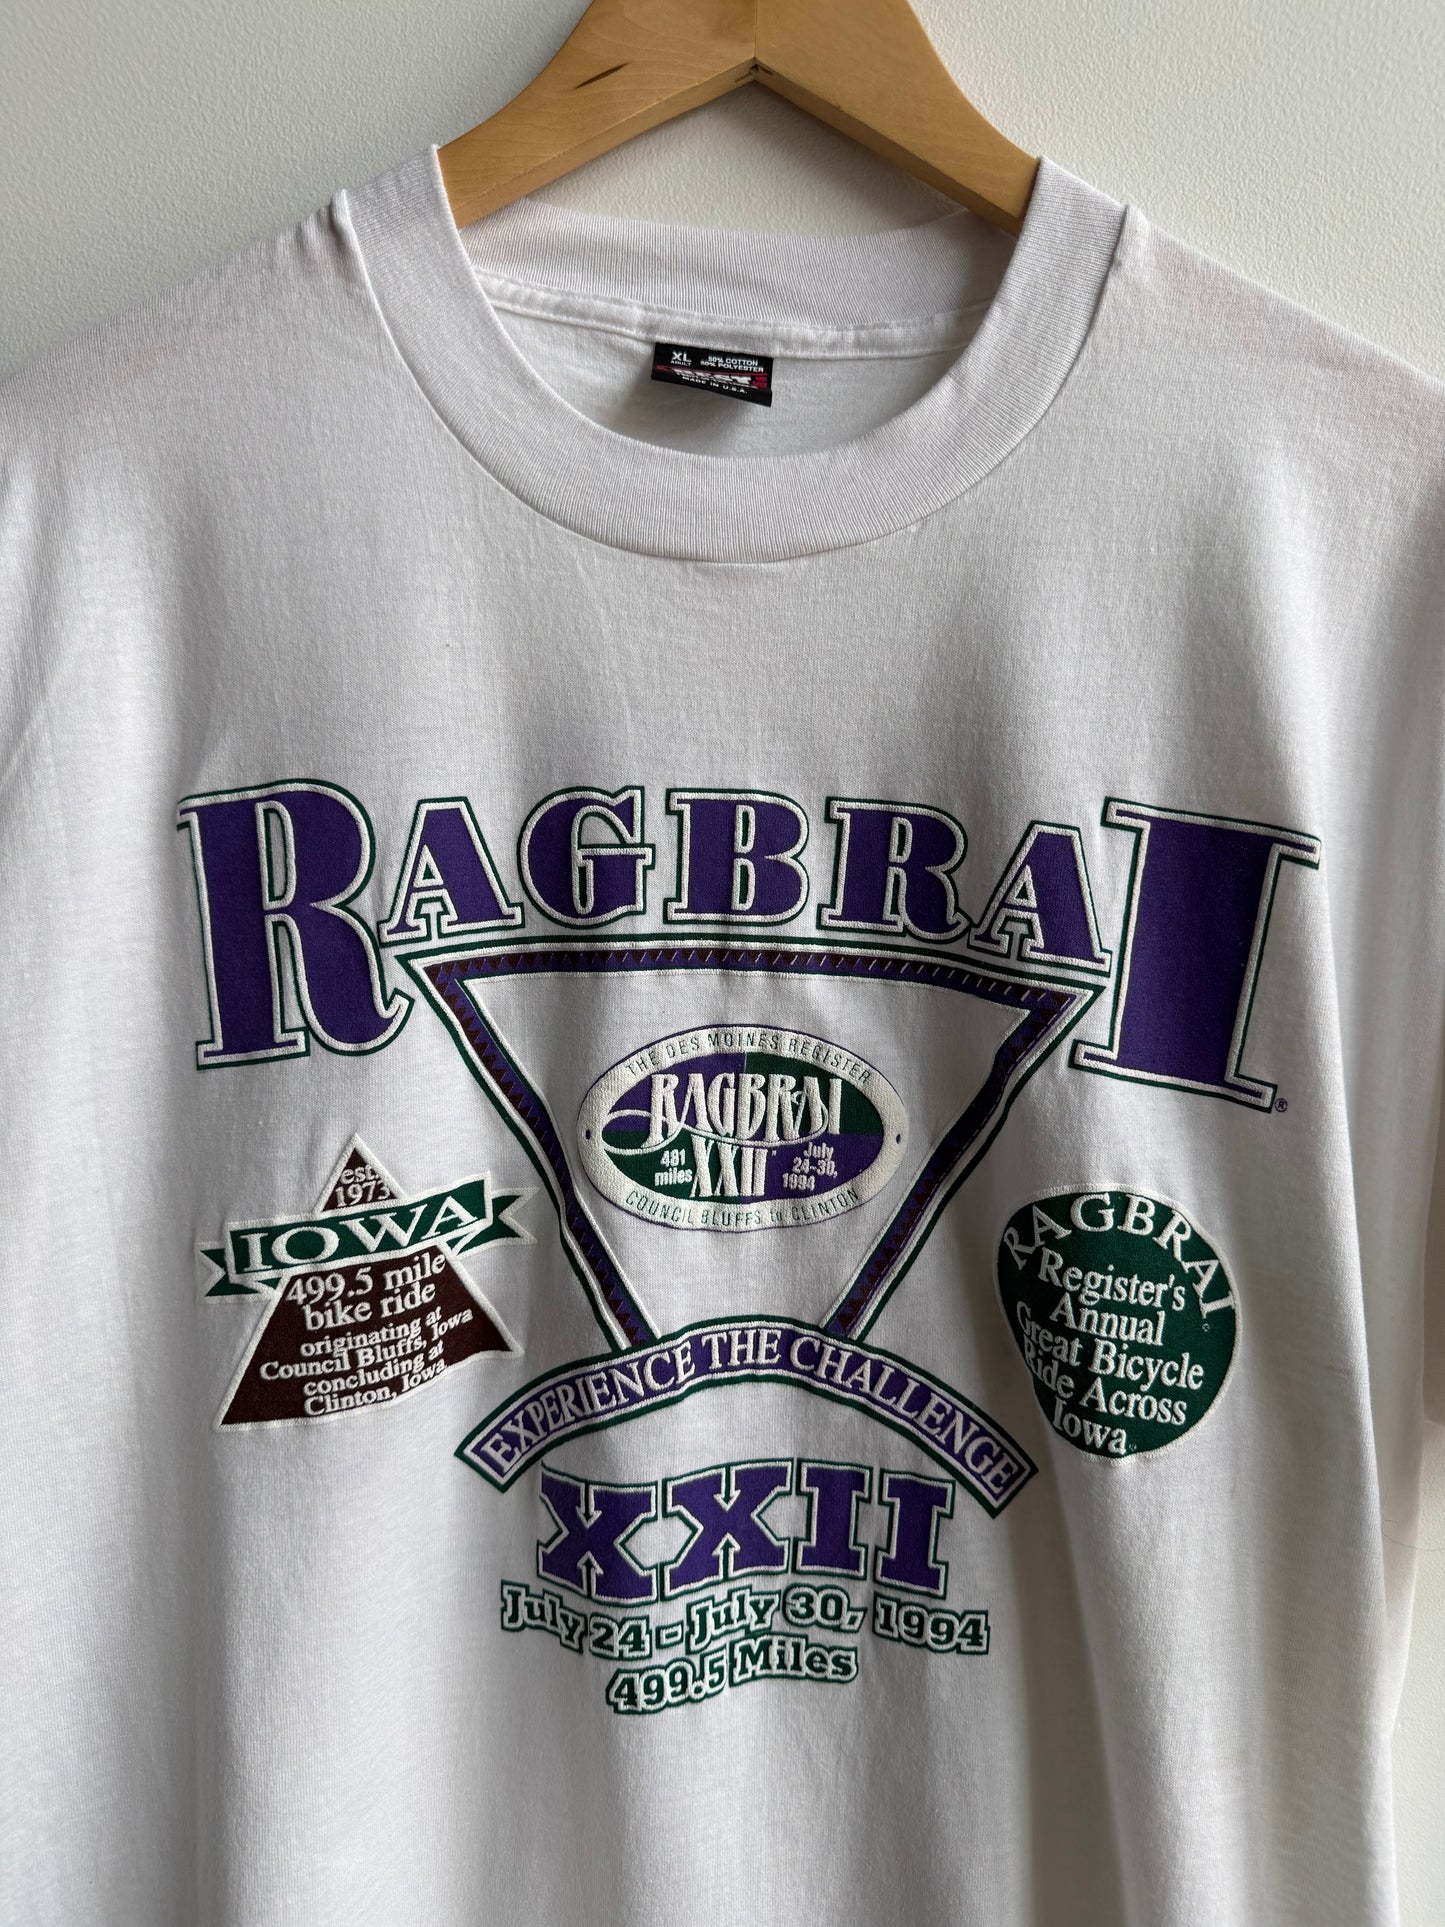 XL
ADULT
50% COTTON
50% POLYESTER
BEST
MADE IN U.S.A.
RAGBRAI
®
THE DES MOINES REGISTER
RAGBRAI
XXII
481
miles
July
24-30,
1994
COUNCIL BLUFFS to CLINTON
est.
1973
IOWA
499.5 mile
bike ride
originating at
Council Bluffs, Iowa
concluding at
Clinton, Iowa
RAGBRAI
Register's
Annual
Great Bicycle
Ride Across
Iowa
EXPERIENCE THE CHALLENGE
XXII
July 24 - July 30, 1994
499.5 Miles